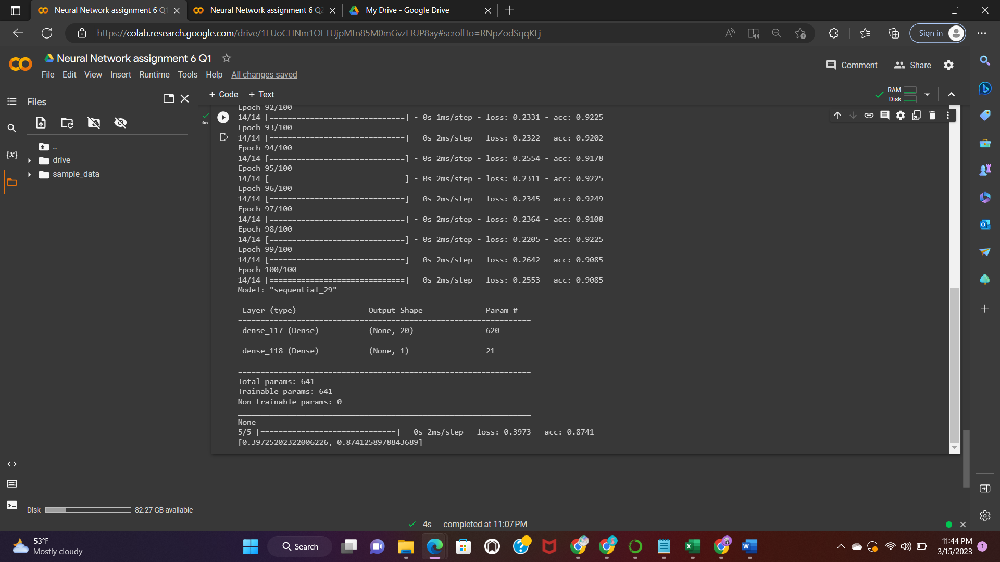 Neural Network assignment 6 Q1
Neural Network assignment 6 Q2
My Drive - Google Drive
https://colab.research.google.com/drive/1EUoCHNm1OETUJpMtn85M0mGvzFRJP8ay#scrollTo=RNpZodSqqKLj
Sign in
Neural Network assignment 6 Q1
File Edit View Insert Runtime Tools Help All changes saved
Comment
Share
Files
+ Code + Text
RAM
Disk
..
drive
sample_data
6s
Epoch 92/100
14/14 [==============================] - 0s 1ms/step - loss: 0.2331 - acc: 0.9225
Epoch 93/100
14/14 [==============================] - 0s 2ms/step - loss: 0.2322 - acc: 0.9202
Epoch 94/100
14/14 [==============================] - 0s 2ms/step - loss: 0.2554 - acc: 0.9178
Epoch 95/100
14/14 [==============================] - 0s 2ms/step - loss: 0.2311 - acc: 0.9225
Epoch 96/100
14/14 [==============================] - 0s 2ms/step - loss: 0.2345 - acc: 0.9249
Epoch 97/100
14/14 [==============================] - 0s 2ms/step - loss: 0.2364 - acc: 0.9108
Epoch 98/100
14/14 [==============================] - 0s 2ms/step - loss: 0.2205 - acc: 0.9225
Epoch 99/100
14/14 [==============================] - 0s 2ms/step - loss: 0.2642 - acc: 0.9085
Epoch 100/100
14/14 [==============================] - 0s 2ms/step - loss: 0.2553 - acc: 0.9085
Model: "sequential_29"
_________________________________________________________________
Layer (type) Output Shape Param #
=================================================================
dense_117 (Dense) (None, 20) 620
dense_118 (Dense) (None, 1) 21
=================================================================
Total params: 641
Trainable params: 641
Non-trainable params: 0
_________________________________________________________________
None
5/5 [==============================] - 0s 2ms/step - loss: 0.3973 - acc: 0.8741
[0.39725202322006226, 0.8741258978843689]
Disk 82.27 GB available
4s completed at 11:07 PM
53°F
Mostly cloudy
Search
11:44 PM
3/15/2023
1